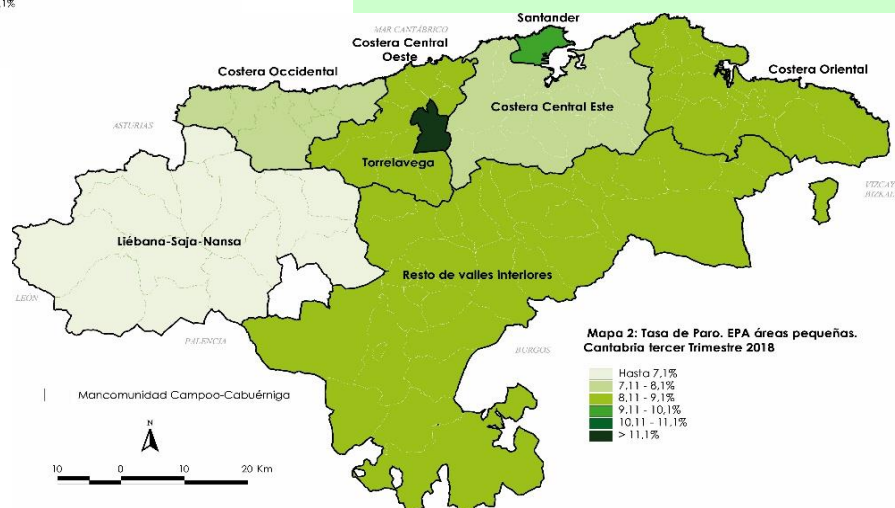 ,1%
Santander
MAR CANTÁBRICO
Costera Central
Oeste
Costera Occidental
Costera Oriental
Costera Central Este
ASTURIAS
Torrelavega
VIZCAY
BIZKAI
Liébana-Saja-Nansa
Resto de valles interiores
LEON
PALENCIA
BURGOS
Mapa 2: Tasa de Paro. EPA áreas pequeñas.
Cantabria tercer Trimestre 2018
Hasta 7,1%
7,11 - 8,1%
8,11 - 9,1%
9,11 - 10,1%
10,11 - 11,1%
> 11,1%
Mancomunidad Campoo-Cabuérniga
N
10 0 10 20 Km